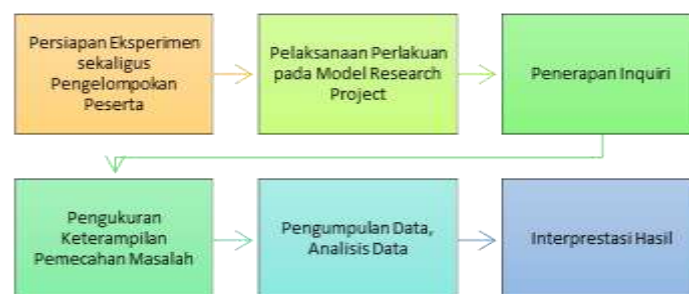 Persiapan Eksperimen
sekaligus
Pengelompokan
Peserta
Pelaksanaan Perlakuan
pada Model Research
Project
Penerapan Inquiri
Pengukuran
Keterampilan
Pemecahan Masalah
Pengumpulan Data,
Analisis Data
Interprestasi Hasil